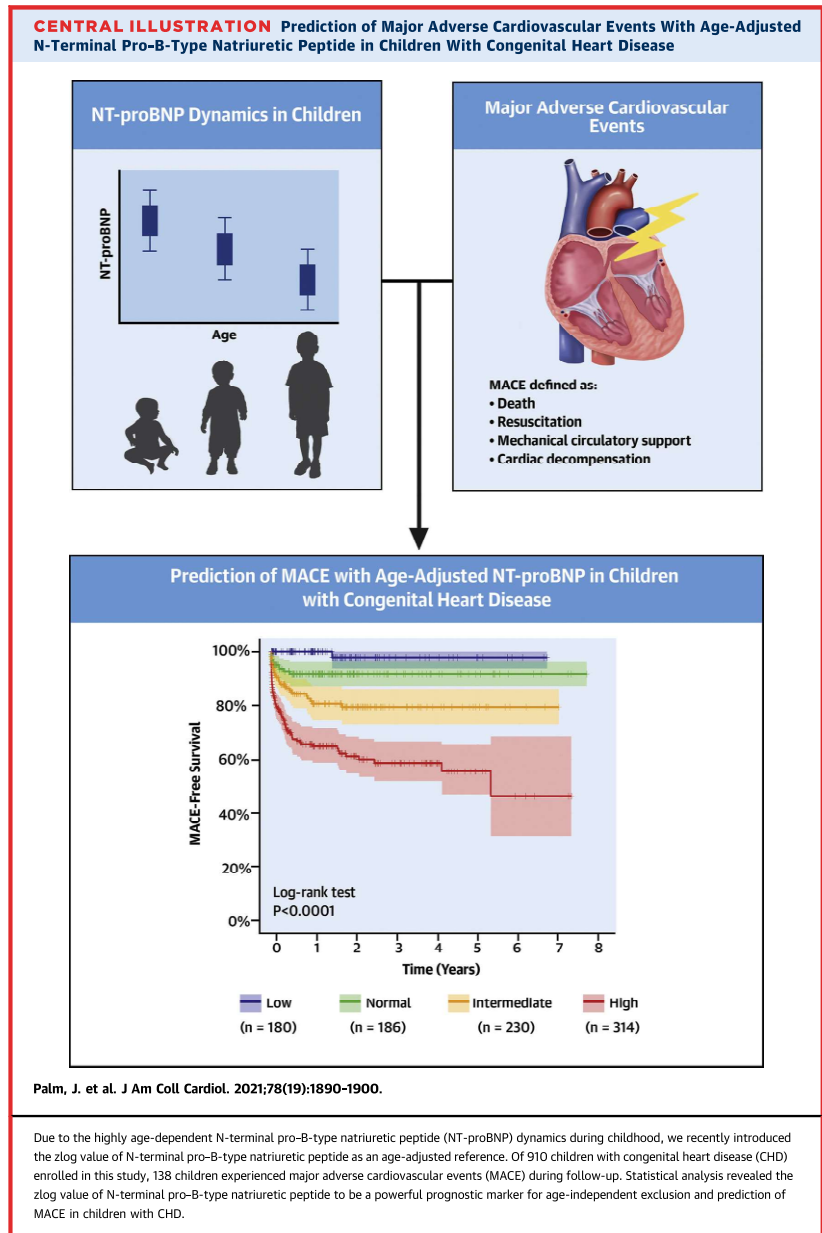 CENTRAL ILLUSTRATION Prediction of Major Adverse Cardiovascular Events With Age-Adjusted
N-Terminal Pro–B-Type Natriuretic Peptide in Children With Congenital Heart Disease
NT-proBNP Dynamics in Children
NT-proBNP
Age
Major Adverse Cardiovascular
Events
MACE defined as:
• Death
• Resuscitation
• Mechanical circulatory support
• Cardiac decompensation
Prediction of MACE with Age-Adjusted NT-proBNP in Children
with Congenital Heart Disease
MACE-Free Survival
100%
80%
60%
40%
20%
0%
Log-rank test
P<0.0001
0 1 2 3 4 5 6 7 8
Time (Years)
Low Normal Intermediate High
(n = 180) (n = 186) (n = 230) (n = 314)
Palm, J. et al. J Am Coll Cardiol. 2021;78(19):1890–1900.
Due to the highly age-dependent N-terminal pro–B-type natriuretic peptide (NT-proBNP) dynamics during childhood, we recently introduced
the zlog value of N-terminal pro–B-type natriuretic peptide as an age-adjusted reference. Of 910 children with congenital heart disease (CHD)
enrolled in this study, 138 children experienced major adverse cardiovascular events (MACE) during follow-up. Statistical analysis revealed the
zlog value of N-terminal pro–B-type natriuretic peptide to be a powerful prognostic marker for age-independent exclusion and prediction of
MACE in children with CHD.